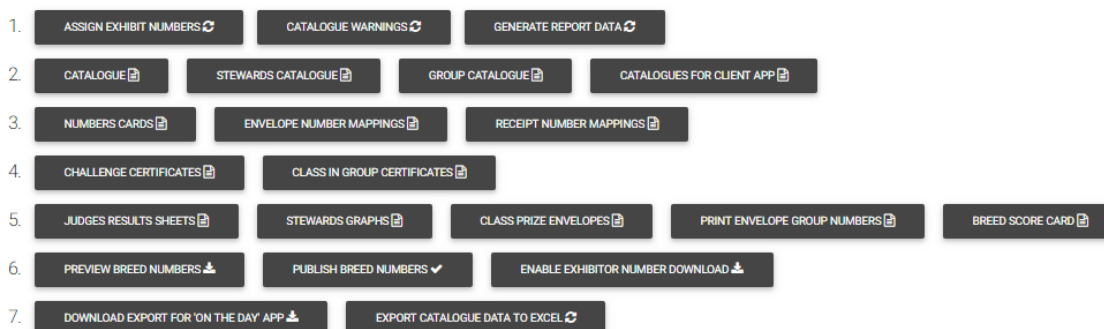 1. ASSIGN EXHIBIT NUMBERS CATALOGUE WARNINGS GENERATE REPORT DATA
2. CATALOGUE STEWARDS CATALOGUE GROUP CATALOGUE CATALOGUES FOR CLIENT APP
3. NUMBERS CARDS ENVELOPE NUMBER MAPPINGS RECEIPT NUMBER MAPPINGS
4. CHALLENGE CERTIFICATES CLASS IN GROUP CERTIFICATES
5. JUDGES RESULTS SHEETS STEWARDS GRAPHS CLASS PRIZE ENVELOPES PRINT ENVELOPE GROUP NUMBERS BREED SCORE CARD
6. PREVIEW BREED NUMBERS PUBLISH BREED NUMBERS ENABLE EXHIBITOR NUMBER DOWNLOAD
7. DOWNLOAD EXPORT FOR 'ON THE DAY' APP EXPORT CATALOGUE DATA TO EXCEL